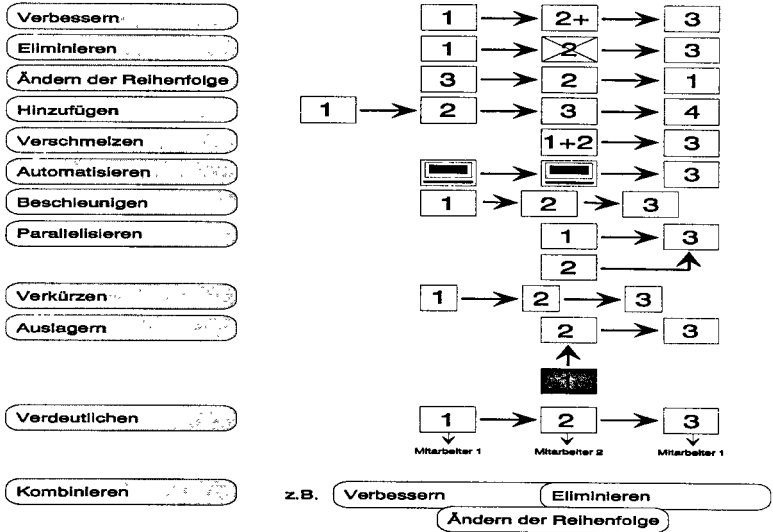 Verbessern 1 2+ 3
Eliminieren 1 2 3
Ändern der Reihenfolge 3 2 1
Hinzufügen 1 2 3 4
Verschmelzen 1+2 3
Automatisieren 3
Beschleunigen 1 2 3
Parallelisieren 1 3
2
Verkürzen 1 2 3
Auslagern 2 3
Verdeutlichen 1 2 3
Mitarbeiter 1 Mitarbeiter 2 Mitarbeiter 1
Kombinieren z.B. Verbessern Eliminieren
Ändern der Reihenfolge